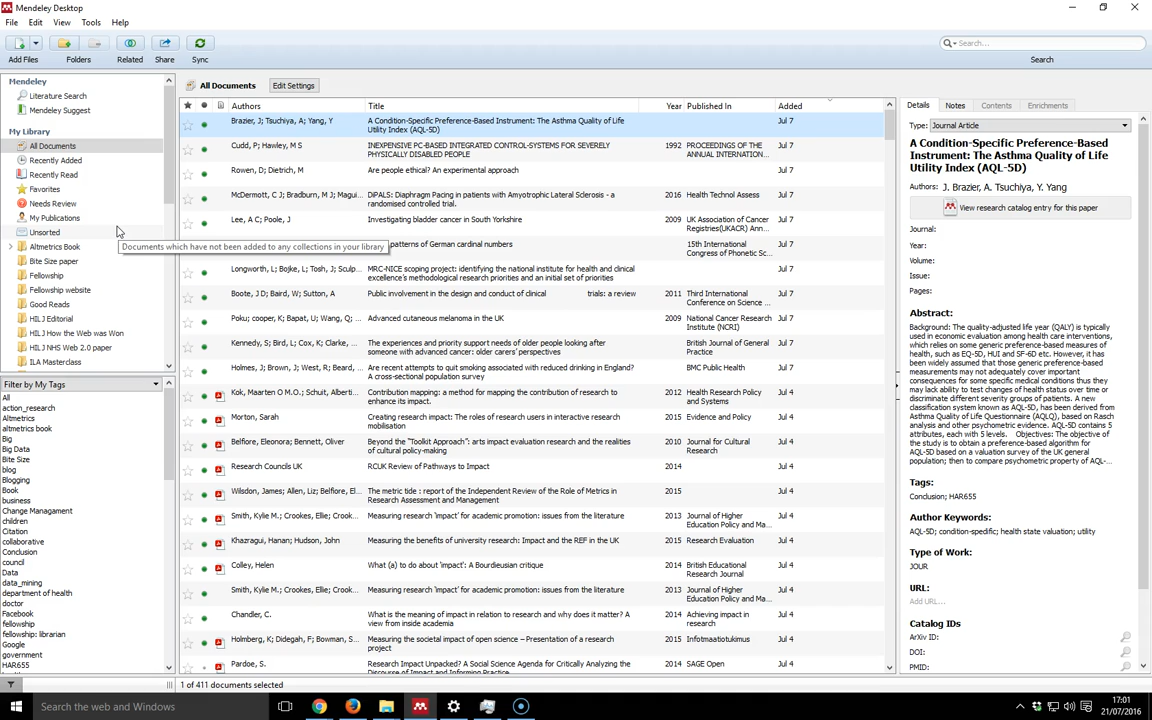 Mendeley Desktop
File Edit View Tools Help
Add Files Folders Related Share Sync
Search...
Search
Mendeley
Literature Search
Mendeley Suggest
My Library
All Documents
Recently Added
Recently Read
Favorites
Needs Review
My Publications
Unsorted
Altmetrics Book
Bite Size paper
Fellowship
Fellowship website
Good Reads
HILJ Editorial
HILJ How the Web was Won
HILJ NHS Web 2.0 paper
ILA Masterclass
Documents which have not been added to any collections in your library
Filter by My Tags
All
action_research
Altmetrics
altmetrics book
Big
Big Data
Bite Size
blog
Blogging
Book
business
Change Managament
children
Citation
collaborative
Conclusion
council
Data
data_mining
department of health
doctor
Facebook
fellowship
fellowship: librarian
Google
government
HAR655
All Documents Edit Settings
Authors Title Year Published In Added
Brazier, J; Tsuchiya, A; Yang, Y A Condition-Specific Preference-Based Instrument: The Asthma Quality of Life Jul 7
Utility Index (AQL-5D)
Cudd, P; Hawley, M S INEXPENSIVE PC-BASED INTEGRATED CONTROL-SYSTEMS FOR SEVERELY 1992 PROCEEDINGS OF THE Jul 7
PHYSICALLY DISABLED PEOPLE ANNUAL INTERNATION...
Rowen, D; Dietrich, M Are people ethical? An experimental approach Jul 7
McDermott, C J; Bradburn, M J; Magui... DiPALS: Diaphragm Pacing in patients with Amyotrophic Lateral Sclerosis - a 2016 Health Technol Assess Jul 7
randomised controlled trial.
Lee, A C; Poole, J Investigating bladder cancer in South Yorkshire 2009 UK Association of Cancer Jul 7
Registries(UKACR) and...
patterns of German cardinal numbers 15th International Jul 7
Congress of Phonetic Sc...
Longworth, L; Bojke, L; Tosh, J; Sculp... MRC-NICE scoping project: identifying the national institute for health and clinical Jul 7
excellence's methodological research priorities and an initial set of priorities
Boote, J D; Baird, W; Sutton, A Public involvement in the design and conduct of clinical trials: a review 2011 Third International Jul 7
Conference on Science ...
Poku; cooper, K; Bapat, U; Wang, Q; ... Advanced cutaneous melanoma in the UK 2009 National Cancer Research Jul 7
Institute (NCRI)
Kennedy, S; Bird, L; Cox, K; Clarke, ... The experiences and priority support needs of older people looking after British Journal of General Jul 7
someone with advanced cancer: older carers' perspectives Practice
Holmes, J; Brown, J; West, R; Beard, ... Are recent attempts to quit smoking associated with reduced drinking in England? BMC Public Health Jul 7
A cross-sectional population survey
Kok, Maarten O M.O.; Schuit, Alberti... Contribution mapping: a method for mapping the contribution of research to 2012 Health Research Policy Jul 4
enhance its impact. and Systems
Morton, Sarah Creating research impact: The roles of research users in interactive research 2015 Evidence and Policy Jul 4
mobilisation
Belfiore, Eleonora; Bennett, Oliver Beyond the "Toolkit Approach": arts impact evaluation research and the realities 2010 Journal for Cultural Jul 4
of cultural policy-making Research
Research Councils UK RCUK Review of Pathways to Impact 2014 Jul 4
Wilsdon, James; Allen, Liz; Belfiore, El... The metric tide : report of the Independent Review of the Role of Metrics in 2015 Jul 4
Research Assessment and Management
Smith, Kylie M.; Crookes, Ellie; Crook... Measuring research 'impact' for academic promotion: issues from the literature 2013 Journal of Higher Jul 4
Education Policy and Ma...
Khazragui, Hanan; Hudson, John Measuring the benefits of university research: Impact and the REF in the UK 2015 Research Evaluation Jul 4
Colley, Helen What (a) to do about 'impact': A Bourdieusian critique 2014 British Educational Jul 4
Research Journal
Smith, Kylie M.; Crookes, Ellie; Crook... Measuring research 'impact' for academic promotion: issues from the literature 2013 Journal of Higher Jul 4
Education Policy and Ma...
Chandler, C. What is the meaning of impact in relation to research and why does it matter? A 2014 Achieving impact in Jul 4
view from inside academia research
Holmberg, K; Didegah, F; Bowman, S... Measuring the societal impact of open science – Presentation of a research 2015 Infotmaatiotukimus Jul 4
project
Pardoe, S. Research Impact Unpacked? A Social Science Agenda for Critically Analyzing the 2014 SAGE Open Jul 4
Discourse of Impact and Informing Practice
1 of 411 documents selected
Details Notes Contents Enrichments
Type: Journal Article
A Condition-Specific Preference-Based
Instrument: The Asthma Quality of Life
Utility Index (AQL-5D)
Authors: J. Brazier, A. Tsuchiya, Y. Yang
View research catalog entry for this paper
Journal:
Year:
Volume:
Issue:
Pages:
Abstract:
Background: The quality-adjusted life year (QALY) is typically
used in economic evaluation among health care interventions,
which relies on some generic preference-based measures of
health, such as EQ-5D, HUI and SF-6D etc. However, it has
been widely assumed that those generic preference-based
measurements may not adequately cover important
consequences for some specific medical conditions thus they
may lack ability to test changes of health status over time or
discriminate different severity groups of patients. A new
classification system known as AQL-5D, has been derived from
Asthma Quality of Life Questionnaire (AQLQ), based on Rasch
analysis and other psychometric evidence. AQL-5D contains 5
attributes, each with 5 levels. Objectives: The objective of
the study is to obtain a preference-based algorithm for
AQL-5D based on a valuation survey of the UK general
population; then to compare psychometric property of AQL-...
Tags:
Conclusion; HAR655
Author Keywords:
AQL-5D; condition-specific; health state valuation; utility
Type of Work:
JOUR
URL:
Add URL...
Catalog IDs
ArXiv ID:
DOI:
PMID:
Search the web and Windows
17:01
21/07/2016